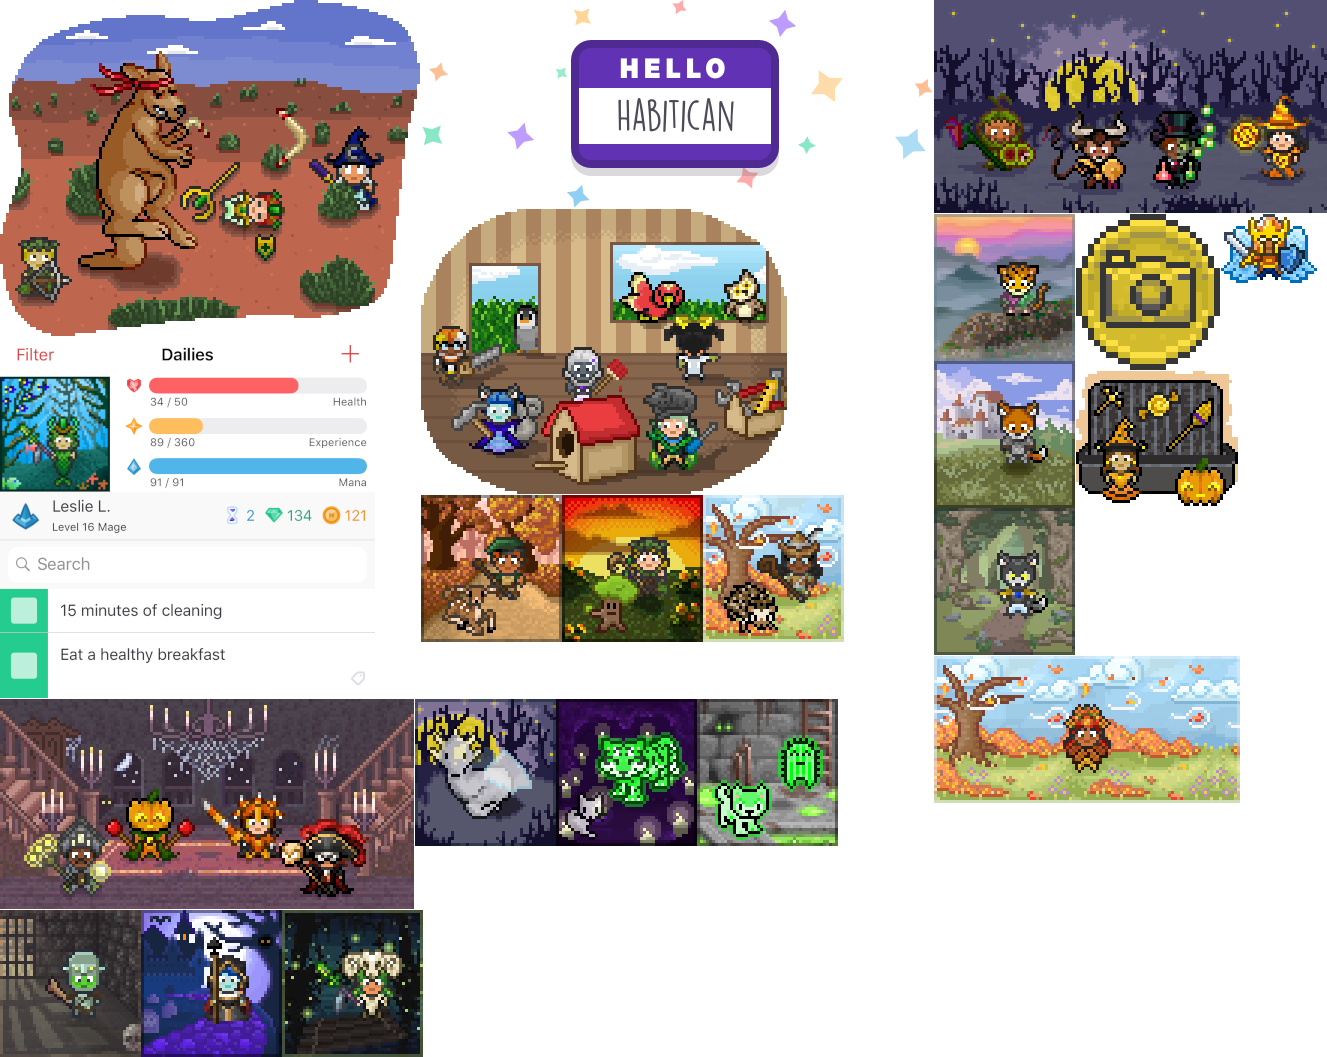 HELLO
HABITICAN
Filter
Dailies
34 / 50
Health
89 / 360
Experience
91 / 91
Mana
Leslie L.
Level 16 Mage
2
134
121
Search
15 minutes of cleaning
Eat a healthy breakfast